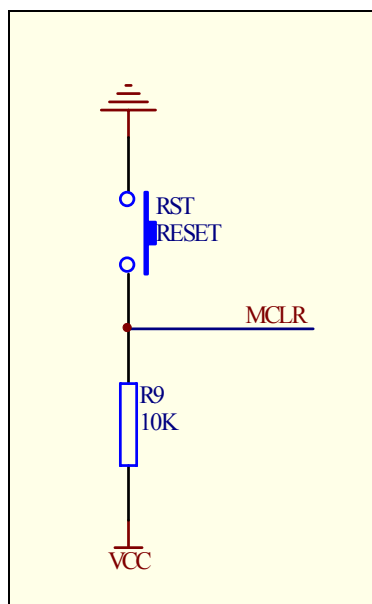 RST
RESET
MCLR
R9
10K
VCC